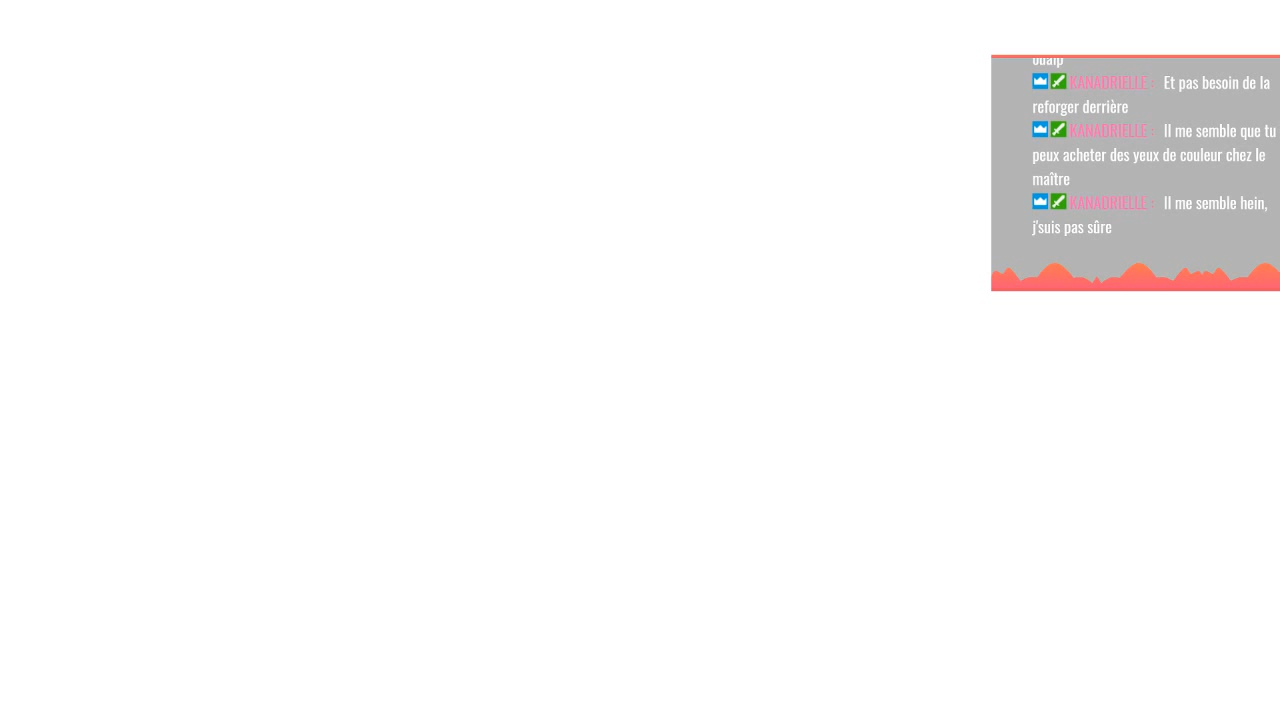 oualp
KANADRIELLE : Et pas besoin de la
reforger derrière
KANADRIELLE : Il me semble que tu
peux acheter des yeux de couleur chez le
maître
KANADRIELLE : Il me semble hein,
j'suis pas sûre